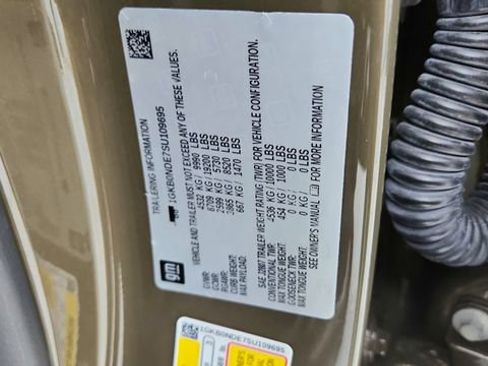 TRAILERING INFORMATION
1GKB0NDE7SU109695
VEHICLE AND TRAILER MUST NOT EXCEED ANY OF THESE VALUES.
GVWR: 4532 KG / 9990 LBS
GCWR: 8709 KG / 19200 LBS
RGAWR: 2599 KG / 5730 LBS
CURB WEIGHT: 3865 KG / 8520 LBS
MAX PAYLOAD: 667 KG / 1470 LBS
SAE J2807 TRAILER WEIGHT RATING (TWR) FOR VEHICLE CONFIGURATION.
CONVENTIONAL TWR: 4536 KG / 10000 LBS
MAX TONGUE WEIGHT: 454 KG / 1000 LBS
GOOSENECK TWR: 0 KG / 0 LBS
MAX TONGUE WEIGHT: 0 KG / 0 LBS
SEE OWNER'S MANUAL FOR MORE INFORMATION
gm
1GKB0NDE7SU109695